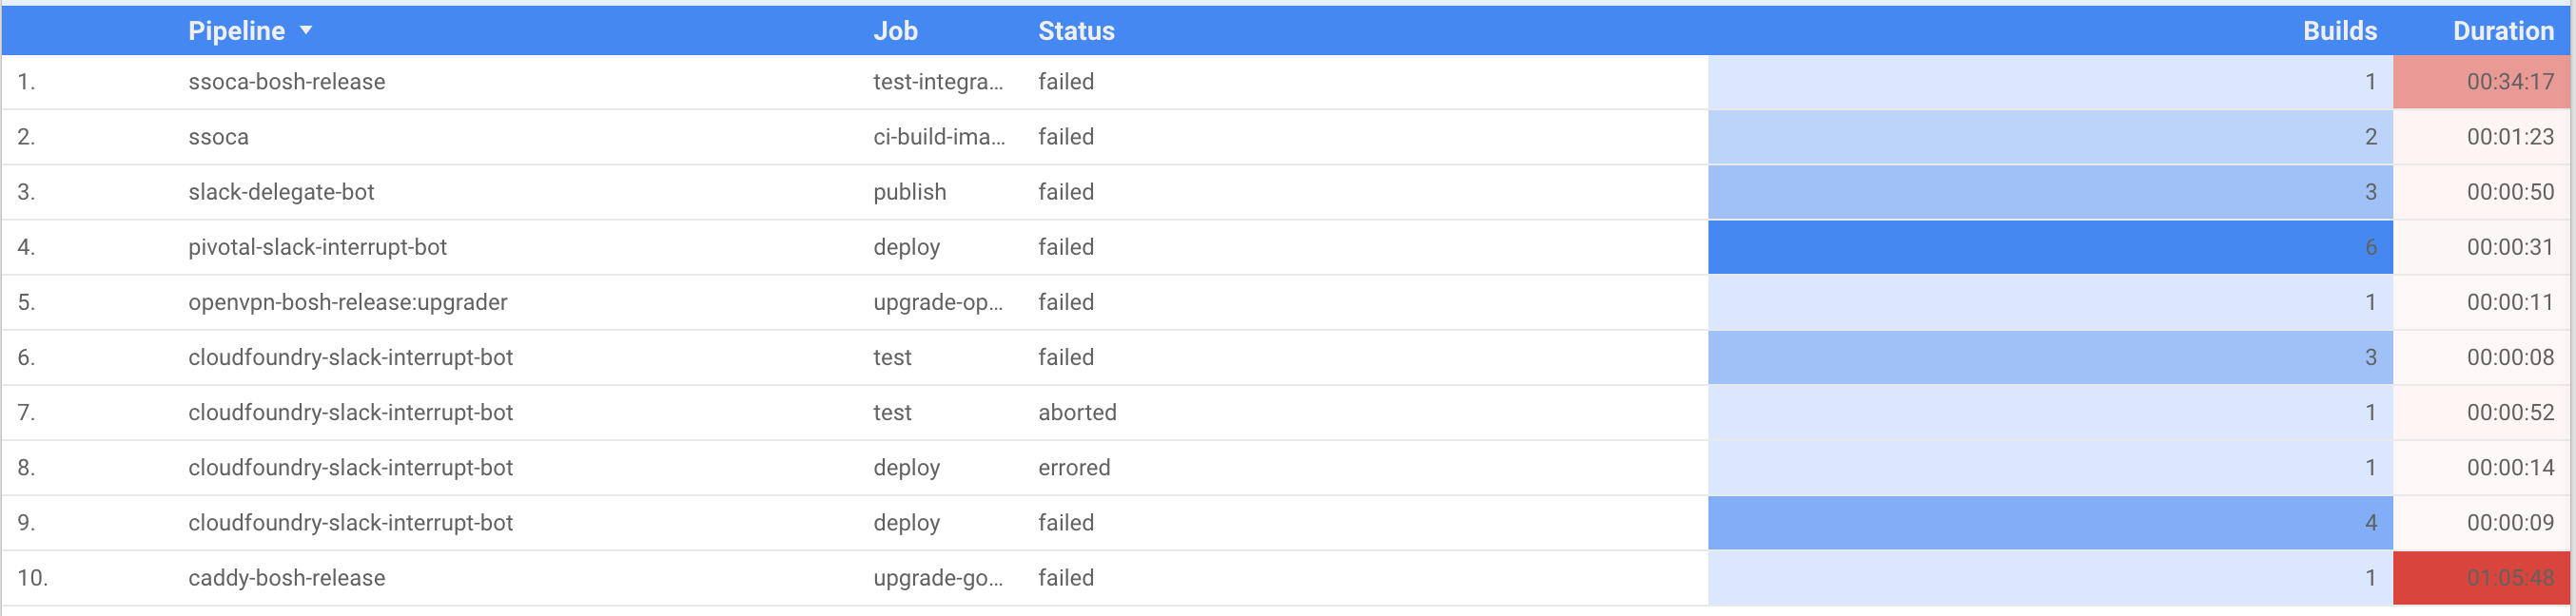 Pipeline ▼ Job Status Builds Duration
1. ssoca-bosh-release test-integra... failed 1 00:34:17
2. ssoca ci-build-ima... failed 2 00:01:23
3. slack-delegate-bot publish failed 3 00:00:50
4. pivotal-slack-interrupt-bot deploy failed 6 00:00:31
5. openvpn-bosh-release:upgrader upgrade-op... failed 1 00:00:11
6. cloudfoundry-slack-interrupt-bot test failed 3 00:00:08
7. cloudfoundry-slack-interrupt-bot test aborted 1 00:00:52
8. cloudfoundry-slack-interrupt-bot deploy errored 1 00:00:14
9. cloudfoundry-slack-interrupt-bot deploy failed 4 00:00:09
10. caddy-bosh-release upgrade-go... failed 1 01:05:48